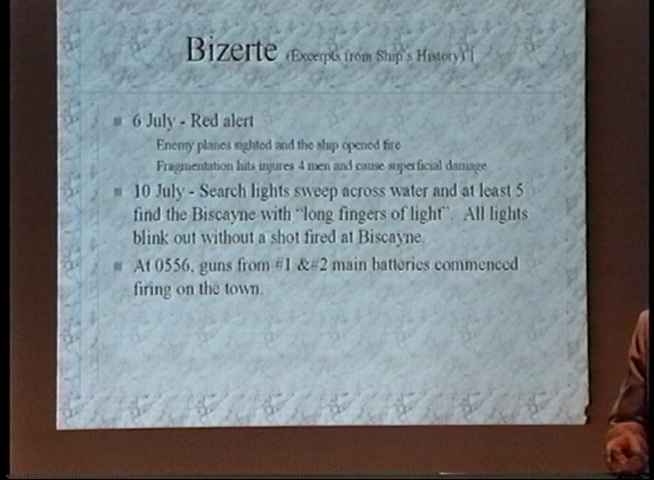 Bizerte (Excerpts from Ship's History)
6 July - Red alert
Enemy planes sighted and the ship opened fire
Fragmentation hits injures 4 men and cause superficial damage
10 July - Search lights sweep across water and at least 5
find the Biscayne with "long fingers of light". All lights
blink out without a shot fired at Biscayne.
At 0556, guns from #1 &#2 main batteries commenced
firing on the town.